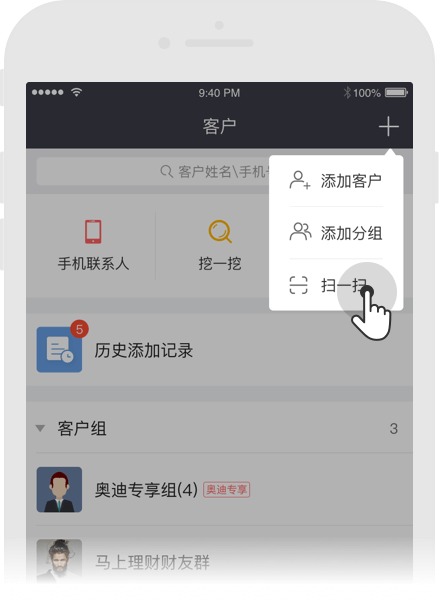 9:40 PM
100%
客户
客户姓名\手机
添加客户
添加分组
扫一扫
手机联系人
挖一挖
5
历史添加记录
客户组
3
奥迪专享组(4)
奥迪专享
马上理财财友群